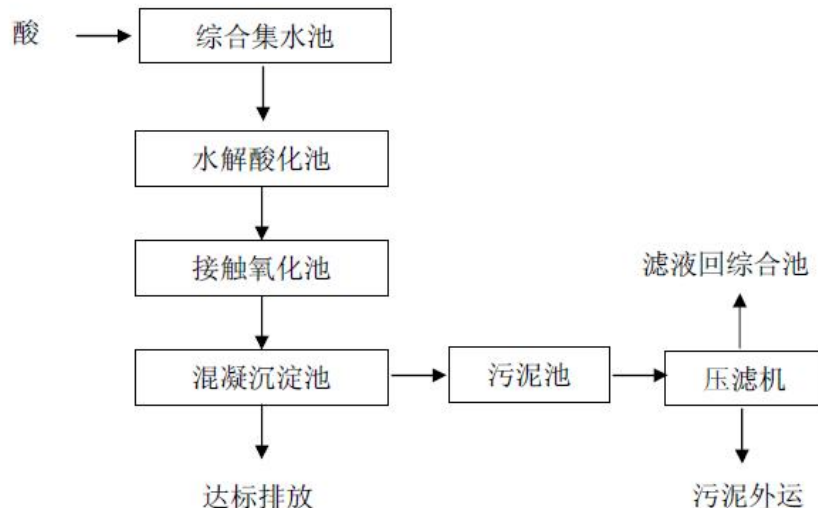 酸
综合集水池
水解酸化池
接触氧化池
滤液回综合池
混凝沉淀池
污泥池
压滤机
达标排放
污泥外运